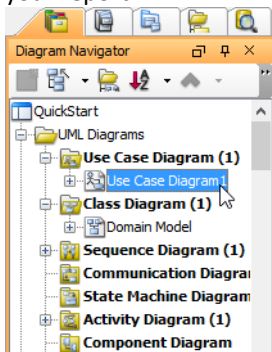 Diagram Navigator
QuickStart
UML Diagrams
Use Case Diagram (1)
Use Case Diagram1
Class Diagram (1)
Domain Model
Sequence Diagram (1)
Communication Diagra
State Machine Diagram
Activity Diagram (1)
Component Diagram